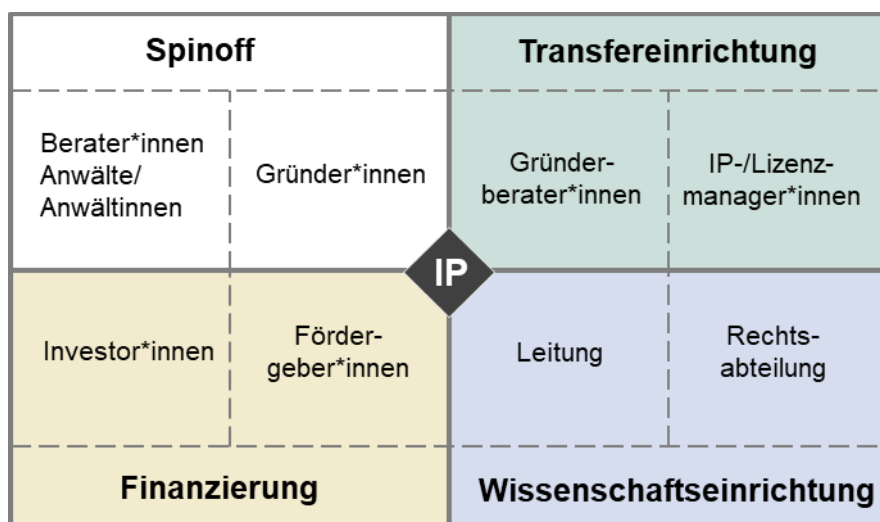 Spinoff
Transfereinrichtung
Berater*innen
Anwälte/
Anwältinnen
Gründer*innen
Gründer-
berater*innen
IP-/Lizenz-
manager*innen
IP
Investor*innen
Förder-
geber*innen
Leitung
Rechts-
abteilung
Finanzierung
Wissenschaftseinrichtung